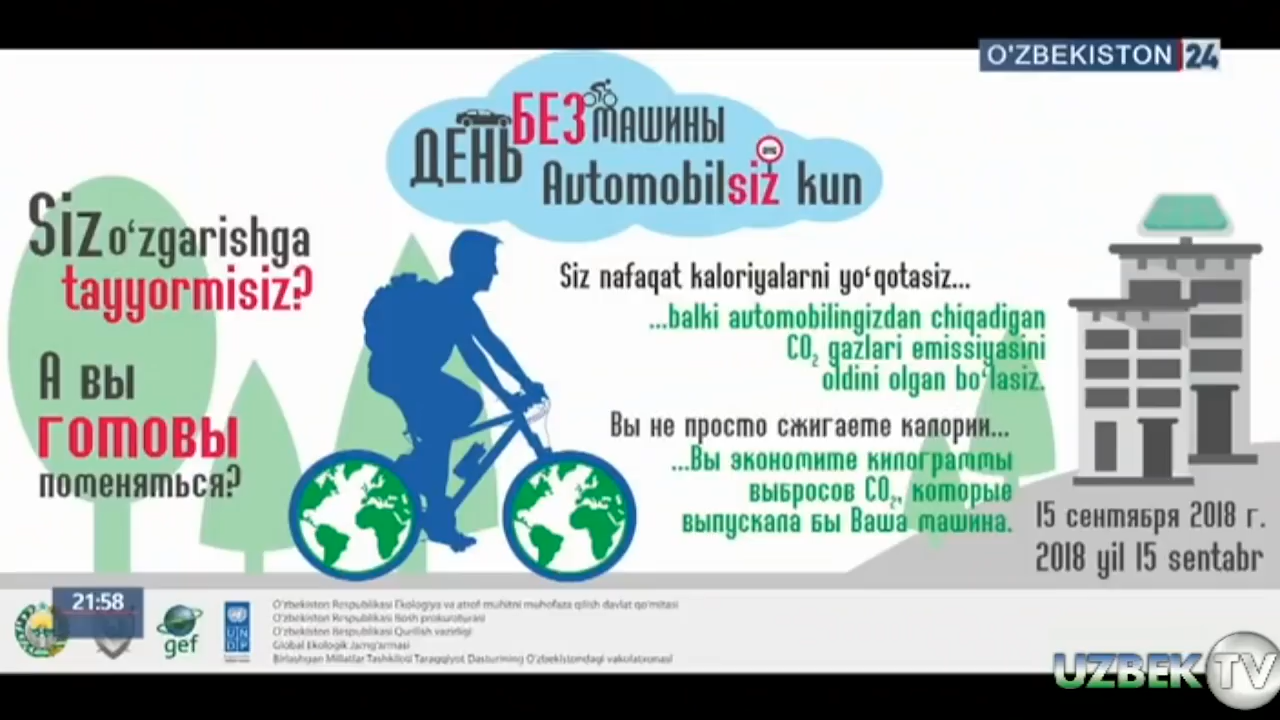 O'ZBEKISTON 24
ДЕНЬ БЕЗ МАШИНЫ
Avtomobilsiz kun
Siz o‘zgarishga
tayyormisiz?
А вы
готовы
поменяться?
Siz nafaqat kaloriyalarni yo‘qotasiz...
...balki avtomobilingizdan chiqadigan
CO₂ gazlari emissiyasini
oldini olgan bo‘lasiz.
Вы не просто сжигаете калории...
...Вы экономите килограммы
выбросов CO₂, которые
выпускала бы Ваша машина.
15 сентября 2018 г.
2018 yil 15 sentabr
21:58
gef
UNDP
O'zbekiston Respublikasi Ekologiya va atrof muhitni muhofaza qilish davlat qo'mitasi
O'zbekiston Respublikasi Bosh prokuraturasi
O'zbekiston Respublikasi Qurilish vazirligi
Global Ekologik Jamg'armasi
Birlashgan Millatlar Tashkiloti Taraqqiyot Dasturining O'zbekistondagi vakolatxonasi
UZBEK TV